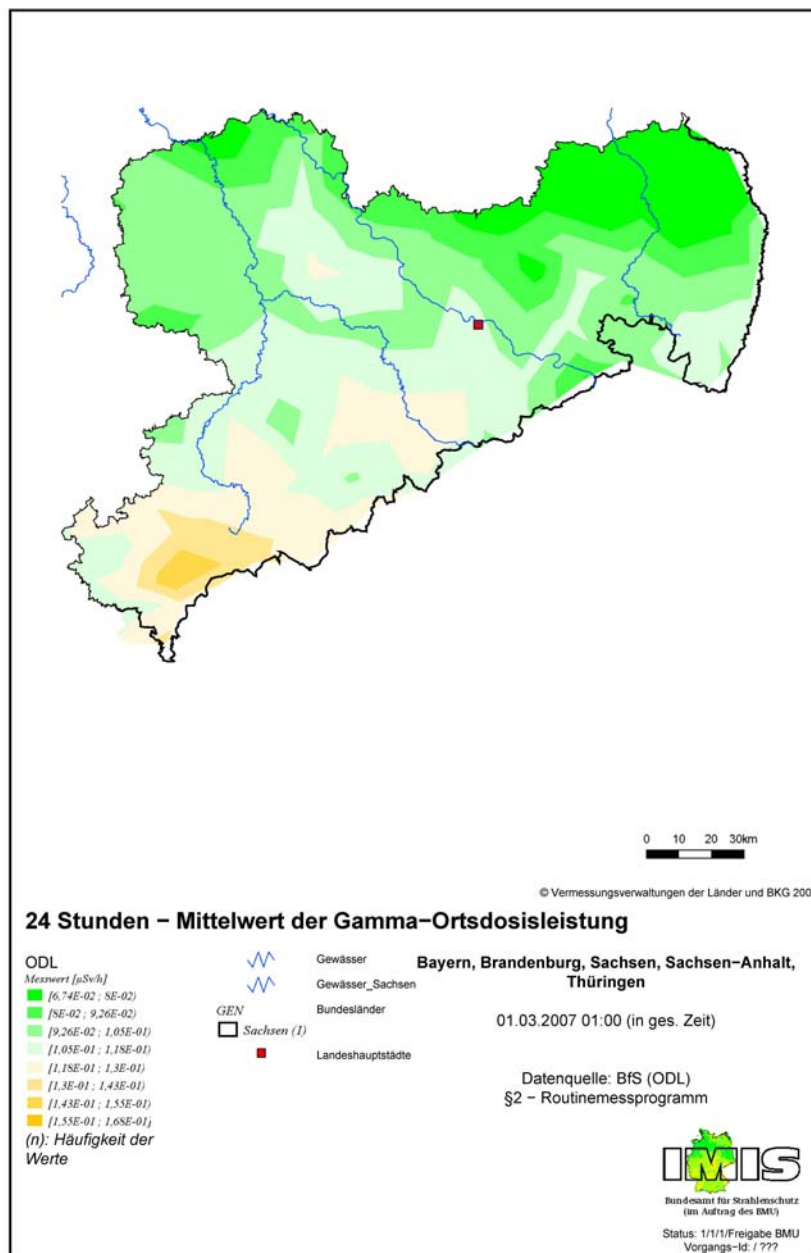 0 10 20 30km
© Vermessungsverwaltungen der Länder und BKG 200
24 Stunden − Mittelwert der Gamma−Ortsdosisleistung
ODL
Messwert [µSv/h]
[6,74E-02 ; 8E-02)
[8E-02 ; 9,26E-02)
[9,26E-02 ; 1,05E-01)
[1,05E-01 ; 1,18E-01)
[1,18E-01 ; 1,3E-01)
[1,3E-01 ; 1,43E-01)
[1,43E-01 ; 1,55E-01)
[1,55E-01 ; 1,68E-01]
(n): Häufigkeit der
Werte
Gewässer
Gewässer_Sachsen
GEN
Bundesländer
Sachsen (1)
Landeshauptstädte
Bayern, Brandenburg, Sachsen, Sachsen−Anhalt,
Thüringen
01.03.2007 01:00 (in ges. Zeit)
Datenquelle: BfS (ODL)
§2 − Routinemessprogramm
IMIS
Bundesamt für Strahlenschutz
(im Auftrag des BMU)
Status: 1/1/1/Freigabe BMU
Vorgangs−Id: / ???